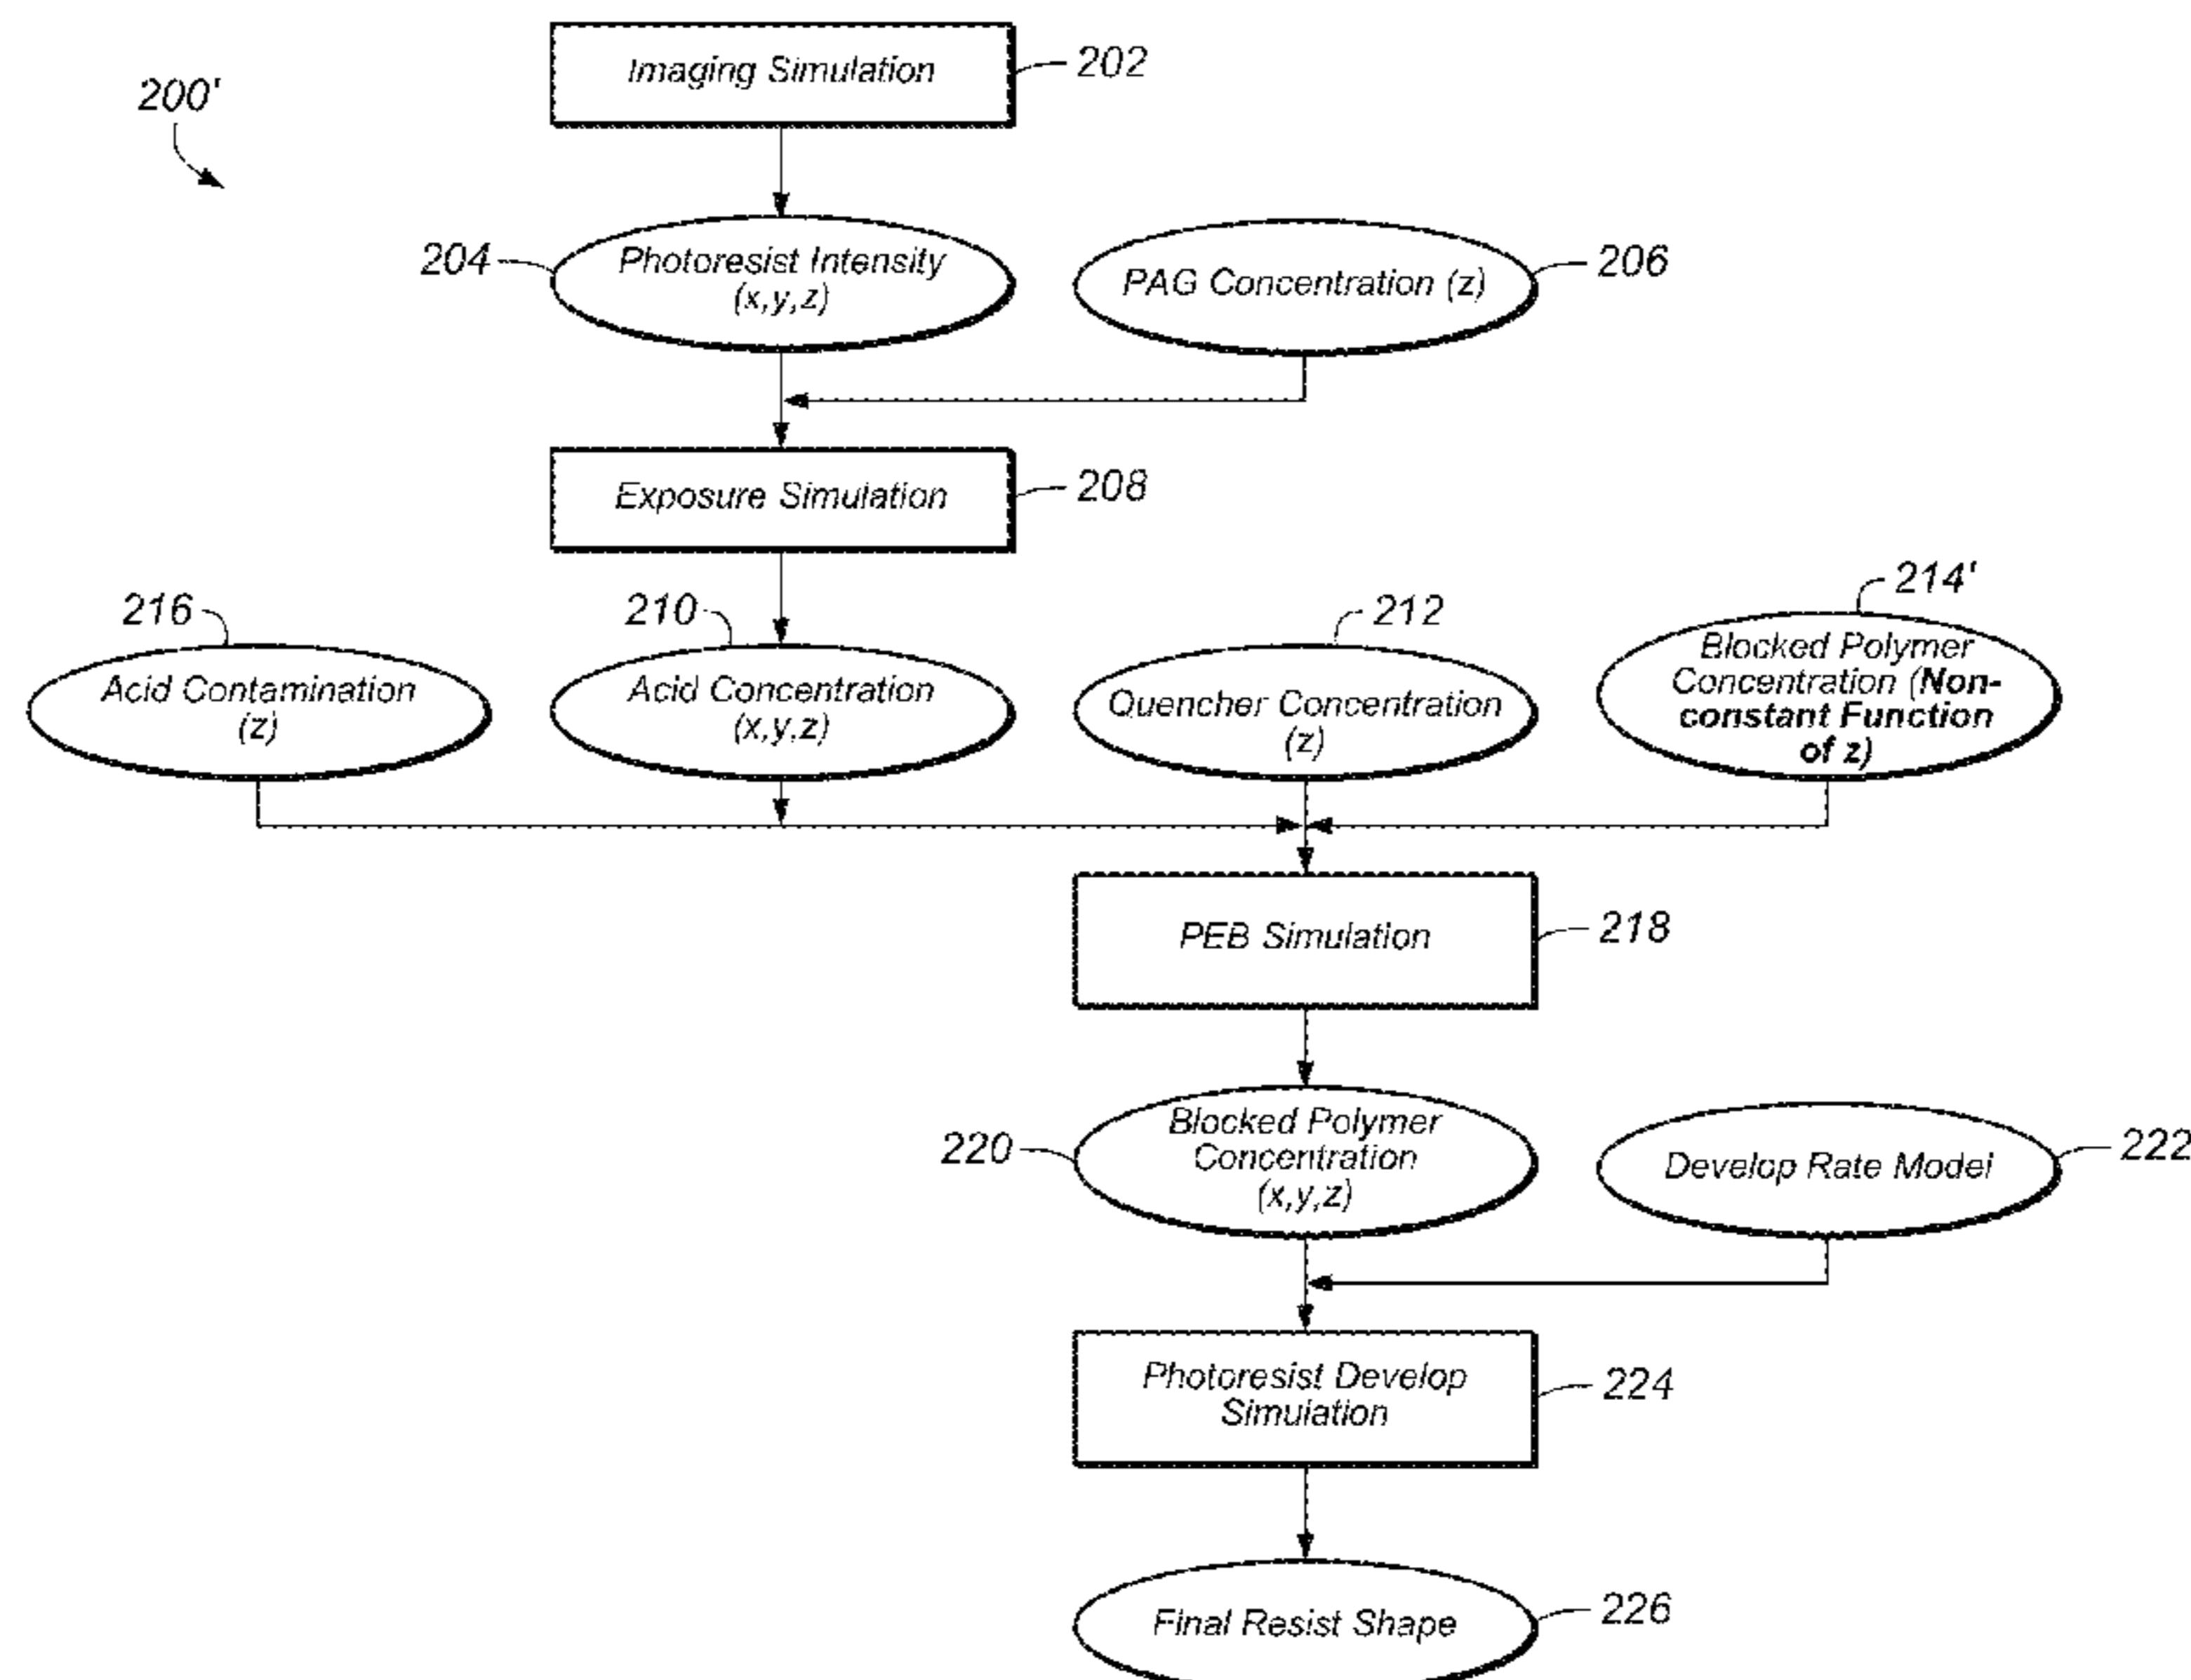 200'
Imaging Simulation
202
204
Photoresist Intensity
(x,y,z)
PAG Concentration (z)
206
Exposure Simulation
208
216
Acid Contamination
(z)
210
Acid Concentration
(x,y,z)
212
Quencher Concentration
(z)
214'
Blocked Polymer
Concentration (Non-
constant Function
of z)
PEB Simulation
218
220
Blocked Polymer
Concentration
(x,y,z)
Develop Rate Model
222
Photoresist Develop
Simulation
224
Final Resist Shape
226